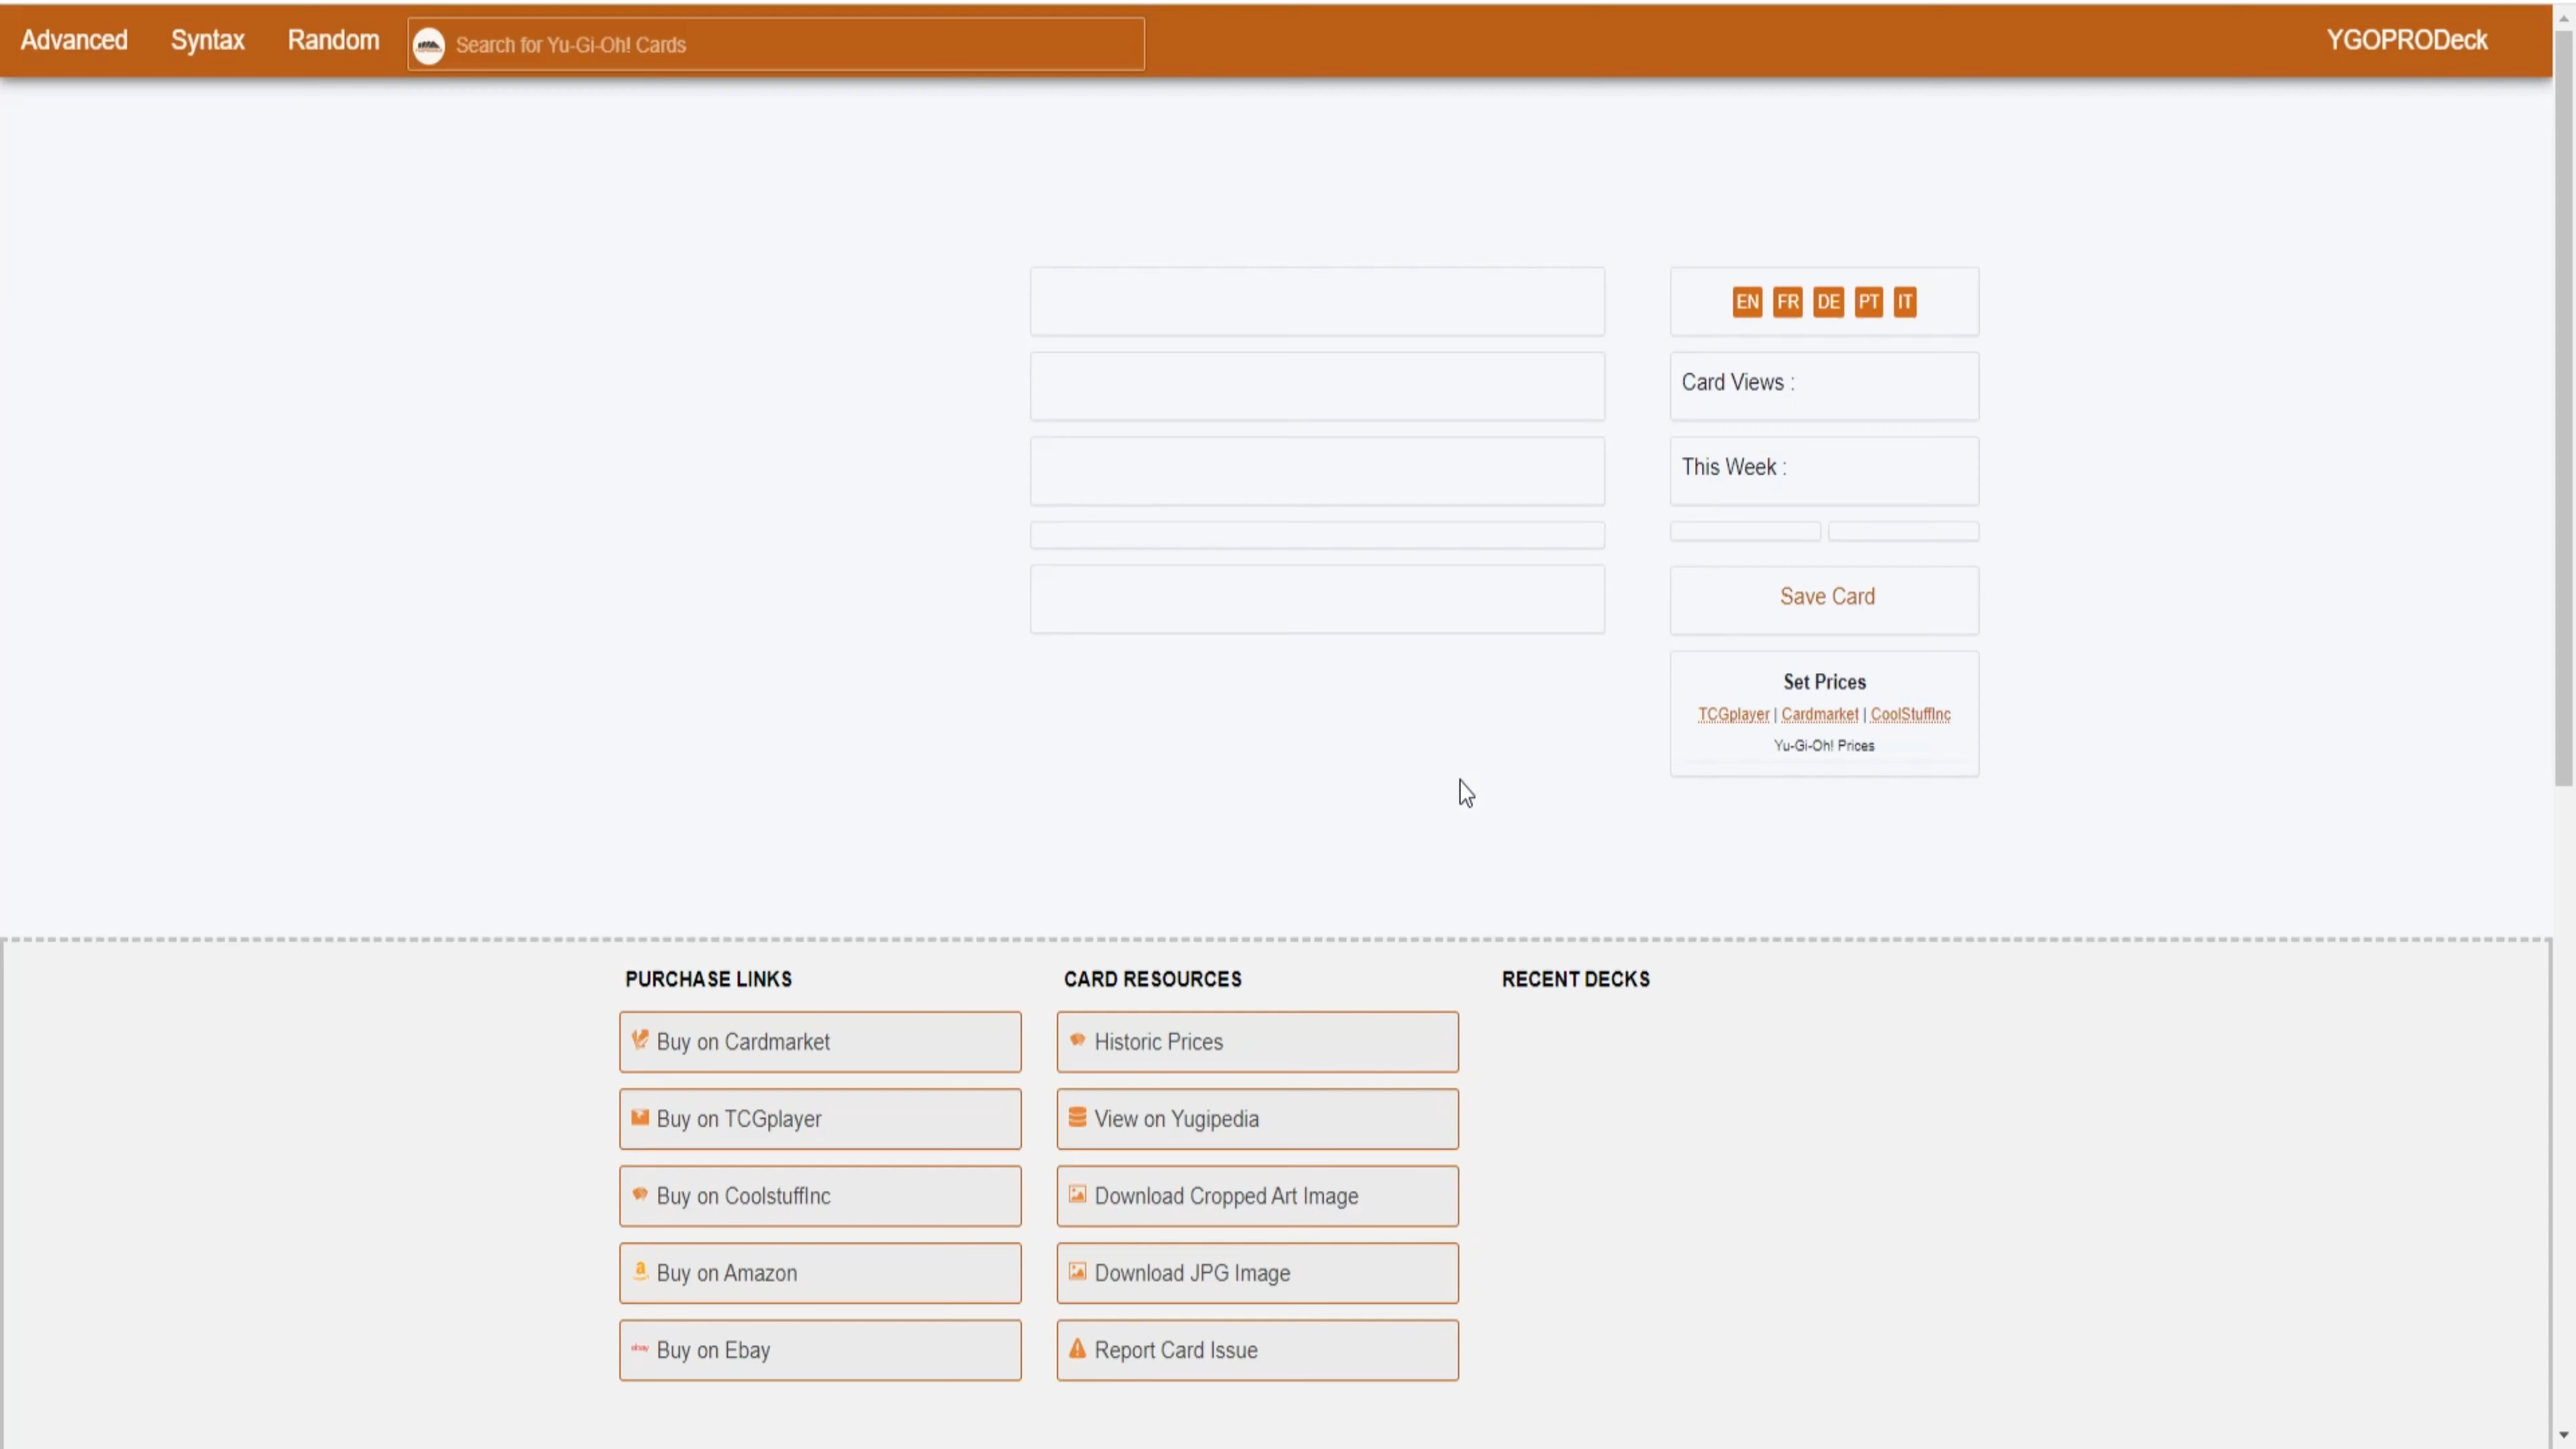 Advanced Syntax Random Search for Yu-Gi-Oh! Cards YGOPRODeck
EN FR DE PT IT
Card Views :
This Week :
Save Card
Set Prices
TCGplayer | Cardmarket | CoolStuffInc
Yu-Gi-Oh! Prices
PURCHASE LINKS
Buy on Cardmarket
Buy on TCGplayer
Buy on CoolstuffInc
Buy on Amazon
Buy on Ebay
CARD RESOURCES
Historic Prices
View on Yugipedia
Download Cropped Art Image
Download JPG Image
Report Card Issue
RECENT DECKS